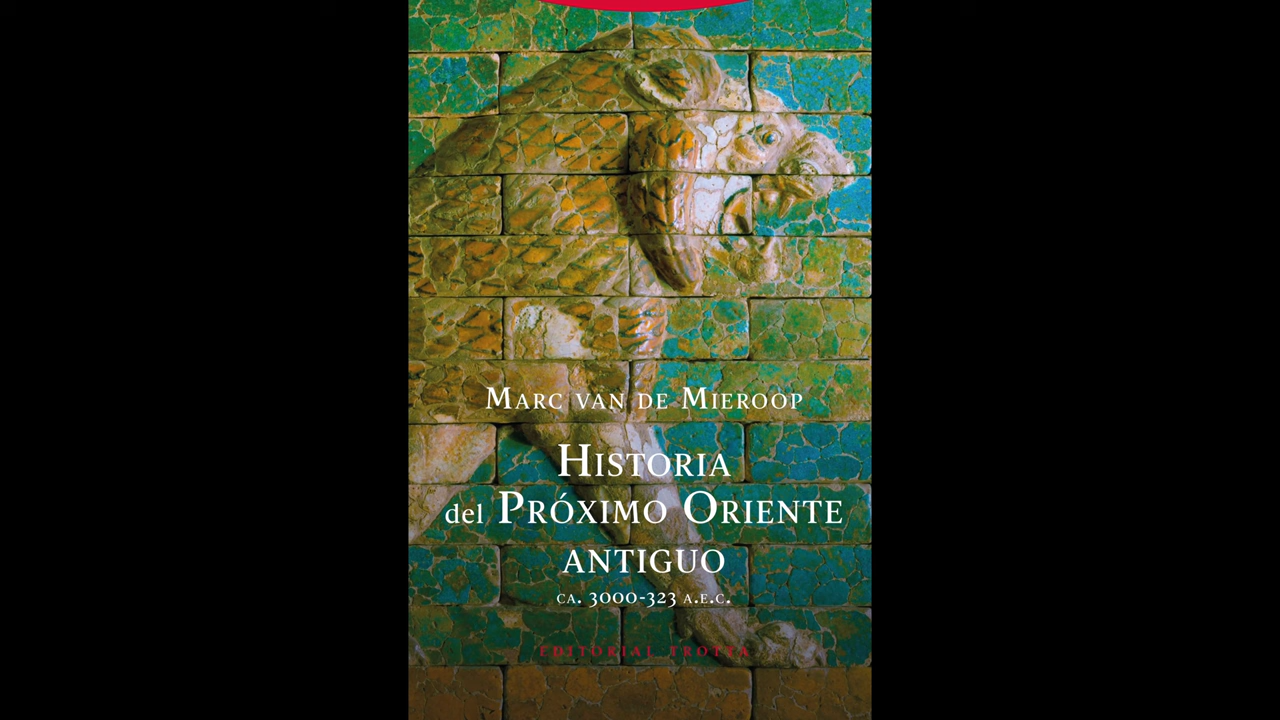 Marc van de Mieroop
Historia
del Próximo Oriente
antiguo
ca. 3000-323 a.e.c.
EDITORIAL TROTTA